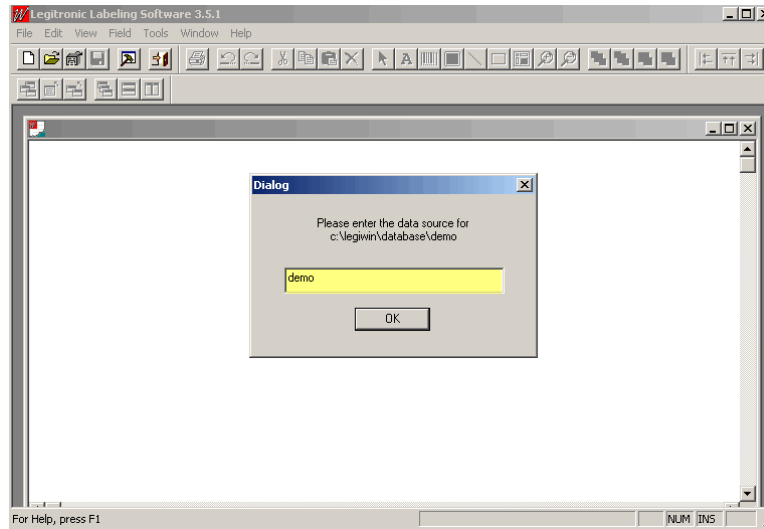 Legitronic Labeling Software 3.5.1
File Edit View Field Tools Window Help
A
Dialog
Please enter the data source for
c:\legiwin\database\demo
demo
OK
For Help, press F1
NUM INS